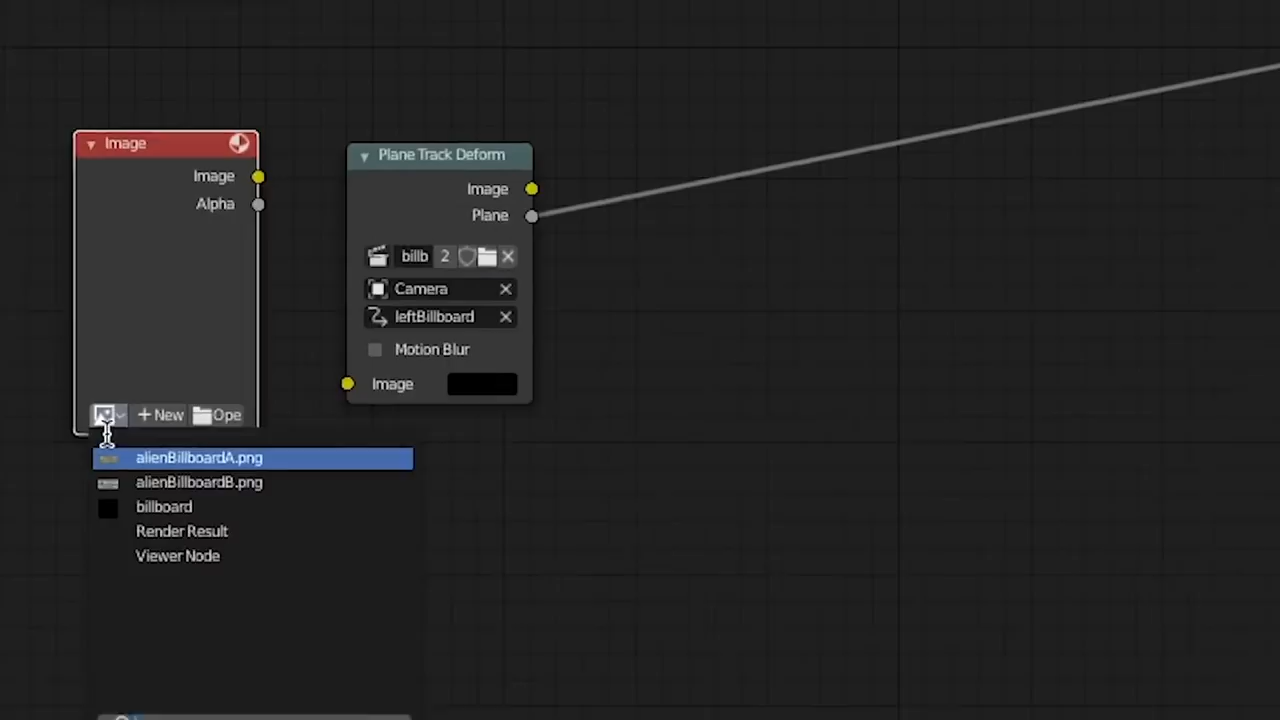 Image
Image
Alpha
+ New Ope
Plane Track Deform
Image
Plane
billb 2
Camera
leftBillboard
Motion Blur
Image
alienBillboardA.png
alienBillboardB.png
billboard
Render Result
Viewer Node